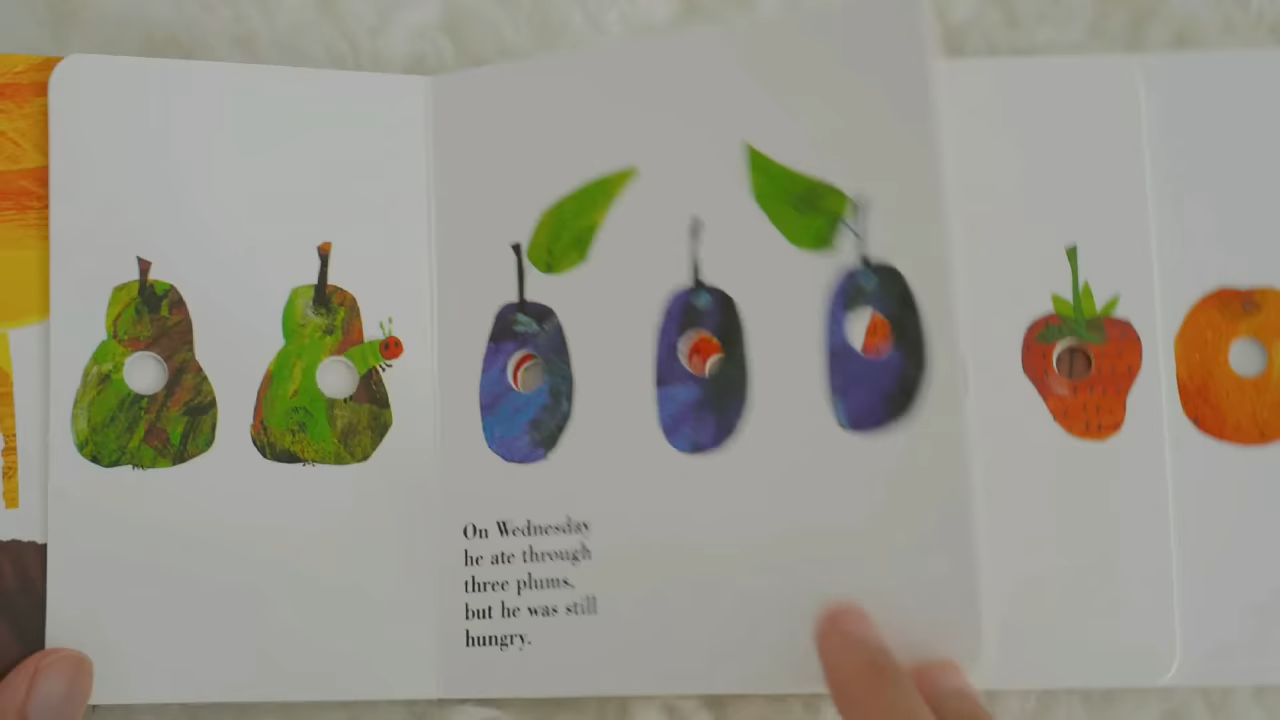 On Wednesday
he ate through
three plums,
but he was still
hungry.